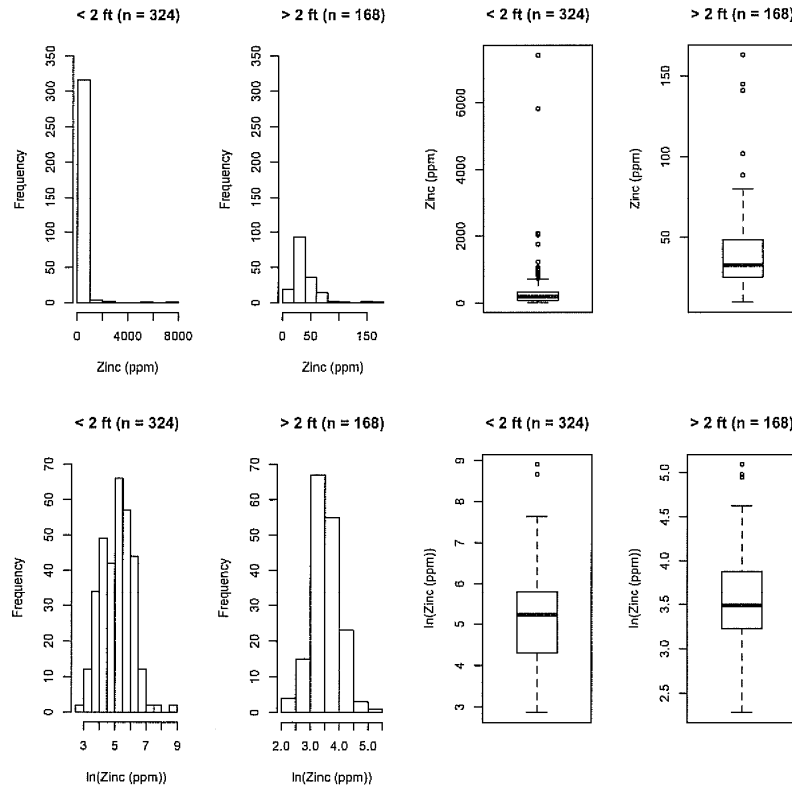 < 2 ft (n = 324)
> 2 ft (n = 168)
< 2 ft (n = 324)
> 2 ft (n = 168)
Frequency
0 50 100 150 200 250 300 350
0 4000 8000
Zinc (ppm)
Frequency
0 50 100 150 200 250 300 350
0 50 150
Zinc (ppm)
Zinc (ppm)
0 2000 4000 6000
Zinc (ppm)
50 100 150
< 2 ft (n = 324)
> 2 ft (n = 168)
< 2 ft (n = 324)
> 2 ft (n = 168)
Frequency
0 10 20 30 40 50 60 70
3 5 7 9
ln(Zinc (ppm))
Frequency
0 10 20 30 40 50 60 70
2.0 3.0 4.0 5.0
ln(Zinc (ppm))
ln(Zinc (ppm))
3 4 5 6 7 8 9
ln(Zinc (ppm))
2.5 3.0 3.5 4.0 4.5 5.0